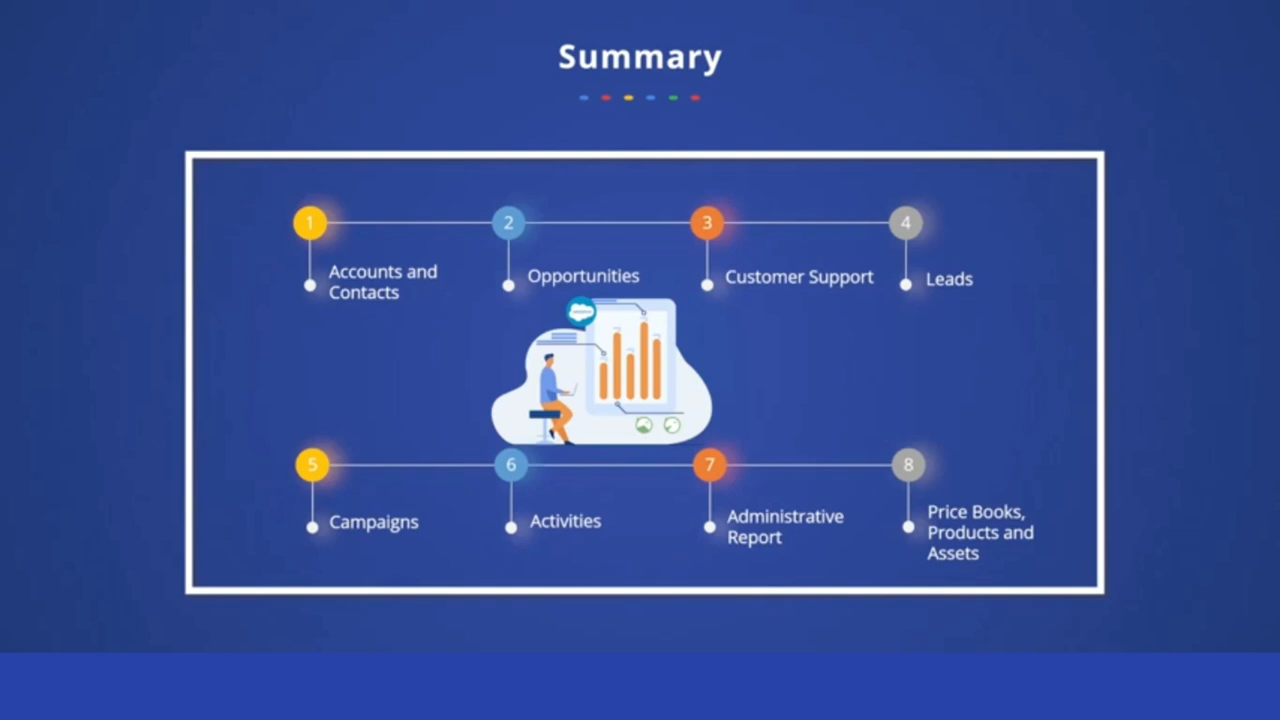 Summary
1
2
3
4
Accounts and
Contacts
Opportunities
Customer Support
Leads
5
6
7
8
Campaigns
Activities
Administrative
Report
Price Books,
Products and
Assets